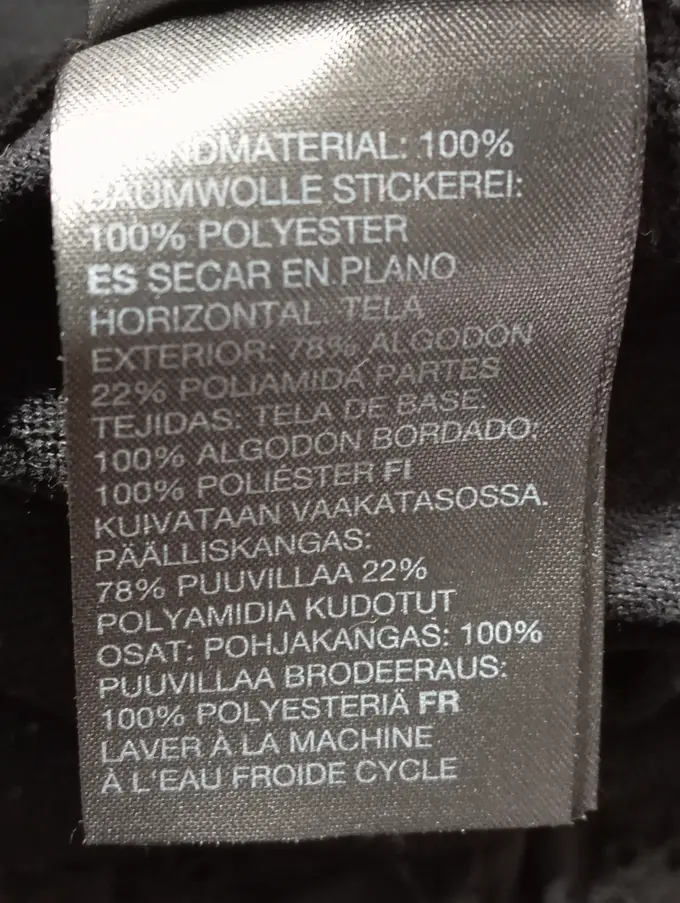 NDMATERIAL: 100%
BAUMWOLLE STICKEREI:
100% POLYESTER
ES SECAR EN PLANO
HORIZONTAL. TELA
EXTERIOR: 78% ALGODÓN
22% POLIAMIDA PARTES
TEJIDAS: TELA DE BASE:
100% ALGODÓN BORDADO:
100% POLIÉSTER FI
KUIVATAAN VAAKATASOSSA.
PÄÄLLISKANGAS:
78% PUUVILLAA 22%
POLYAMIDIA KUDOTUT
OSAT: POHJAKANGAS: 100%
PUUVILLAA BRODEERAUS:
100% POLYESTERIÄ FR
LAVER À LA MACHINE
À L'EAU FROIDE CYCLE